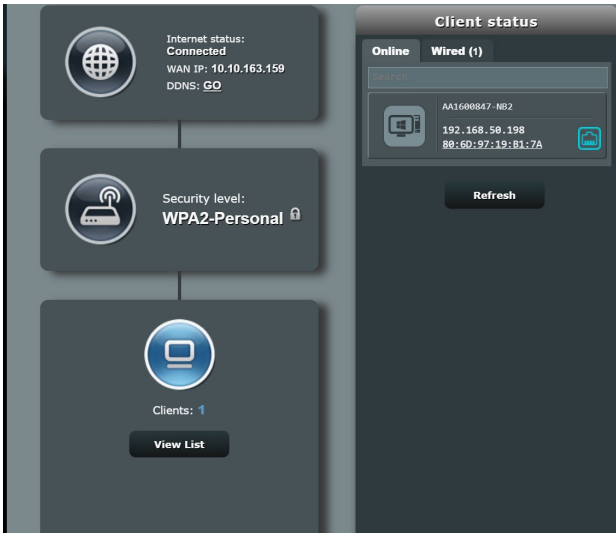 Internet status:
Connected
WAN IP: 10.10.163.159
DDNS: GO
Security level:
WPA2-Personal
Clients: 1
View List
Client status
Online
Wired (1)
Search
AA1600847-NB2
192.168.50.198
80:6D:97:19:B1:7A
Refresh